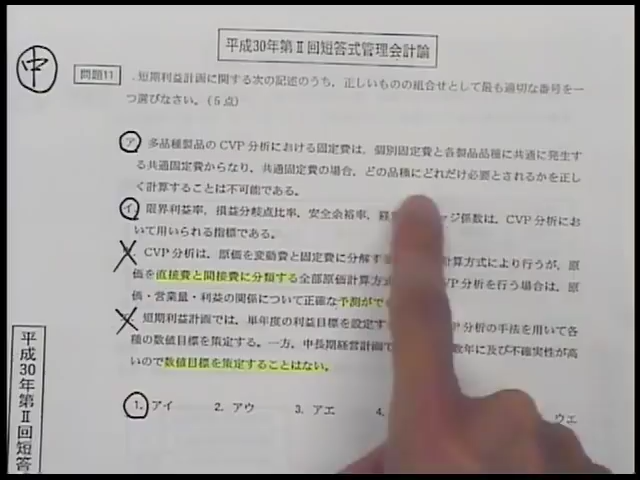 平成30年第Ⅱ回短答式管理会計論
中
問題11 .短期利益計画に関する次の記述のうち，正しいものの組合せとして最も適切な番号を一
つ選びなさい。（5点）
ア 多品種製品のCVP分析における固定費は，個別固定費と各製品品種に共通に発生す
る共通固定費からなり，共通固定費の場合，どの品種にどれだけ必要とされるかを正し
く計算することは不可能である。
イ. 限界利益率，損益分岐点比率，安全余裕率， ジ係数は，CVP分析にお
いて用いられる指標である。
CVP分析は，原価を変動費と固定費に分解す 計算方式により行うが，原
価を直接費と間接費に分類する全部原価計算方式 VP分析を行う場合は，原
価・営業量・利益の関係について正確な予測がで
短期利益計画では，単年度の利益目標を設定す P分析の手法を用いて各
種の数値目標を策定する。一方，中長期経営計画で 数年に及び不確実性が高
いので数値目標を策定することはない。
1. アイ 2. アウ 3. アエ 4. ウエ
平成30年第Ⅱ回短答